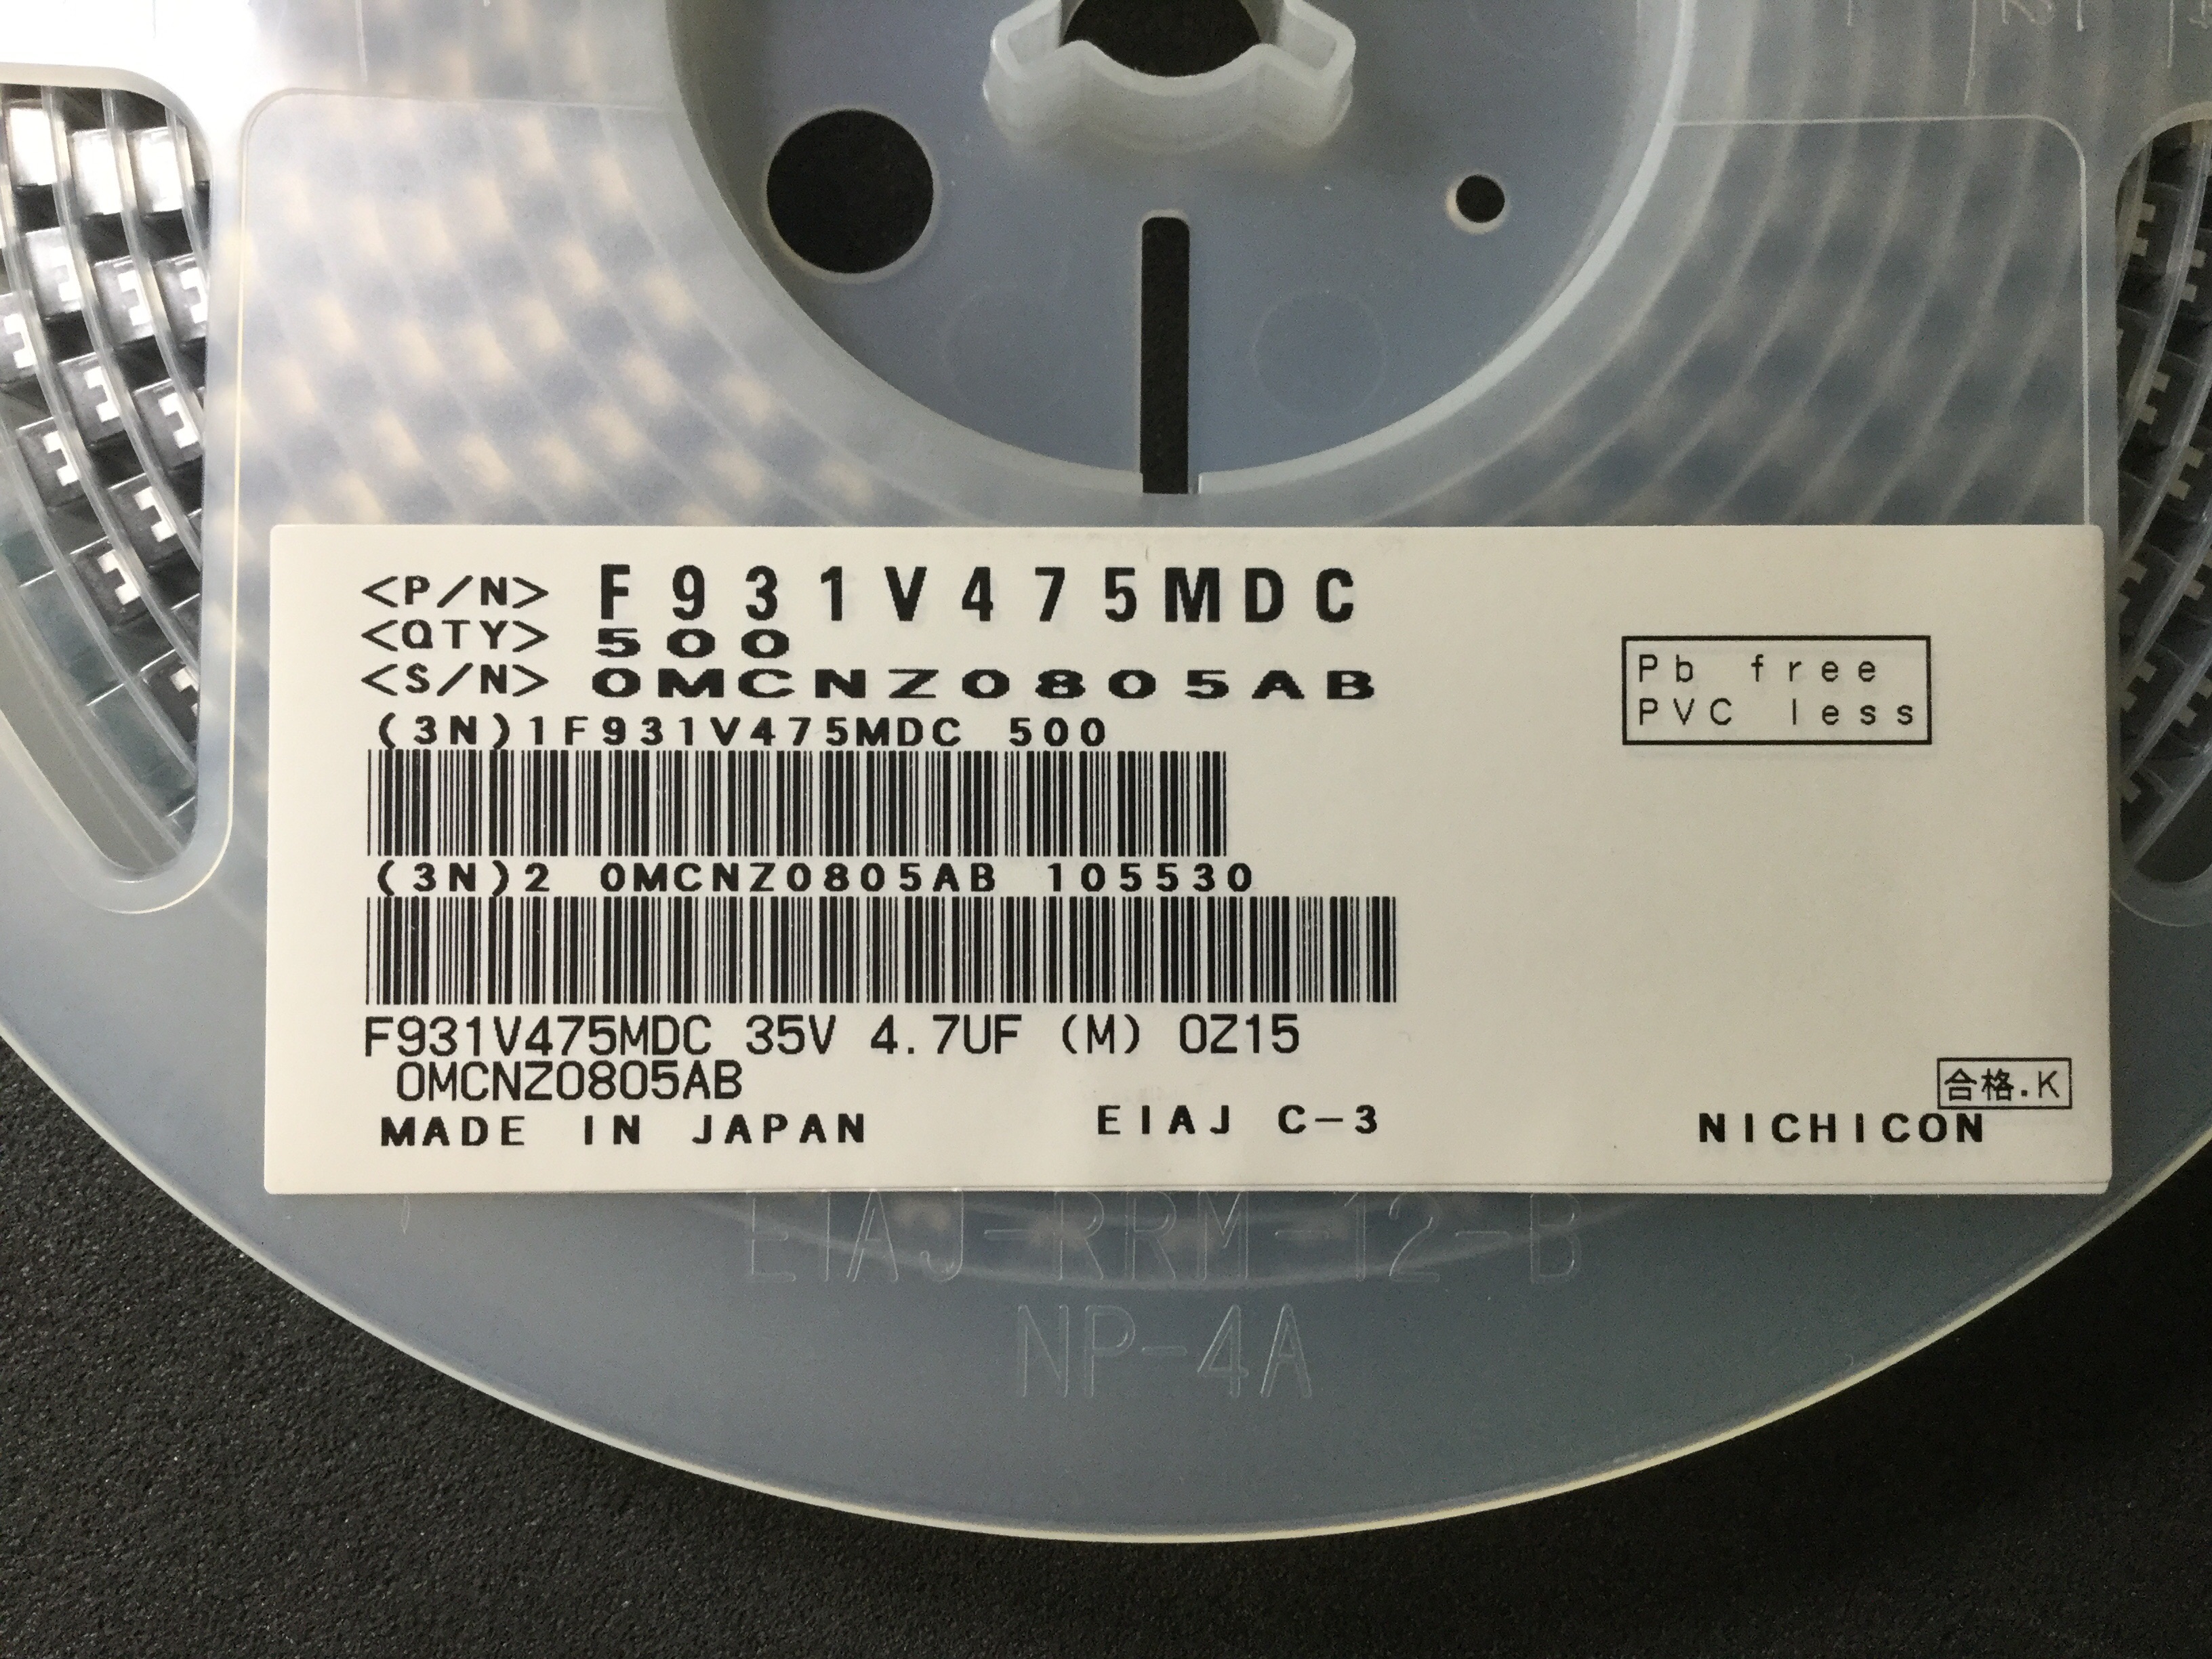 <P/N> F931V475MDC
<QTY> 500
<S/N> 0MCNZ0805AB
Pb free
PVC less
(3N)1F931V475MDC 500
(3N)2 0MCNZ0805AB 105530
F931V475MDC 35V 4.7UF (M) 0Z15
0MCNZ0805AB
合格.K
MADE IN JAPAN EIAJ C-3 NICHICON
EIAJ-RRM-12-B
NP-4A